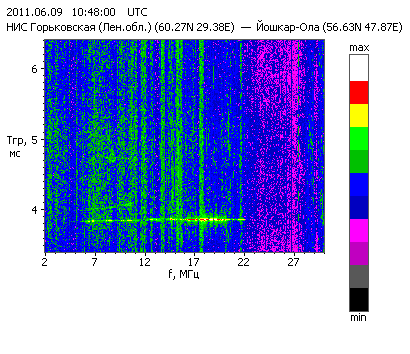 2011.06.09 10:48:00 UTC
НИС Горьковская (Лен.обл.) (60.27N 29.38E) — Йошкар-Ола (56.63N 47.87E)
max
6
5
Tгр,
мс
4
2 7 12 17 22 27
f, МГц
min